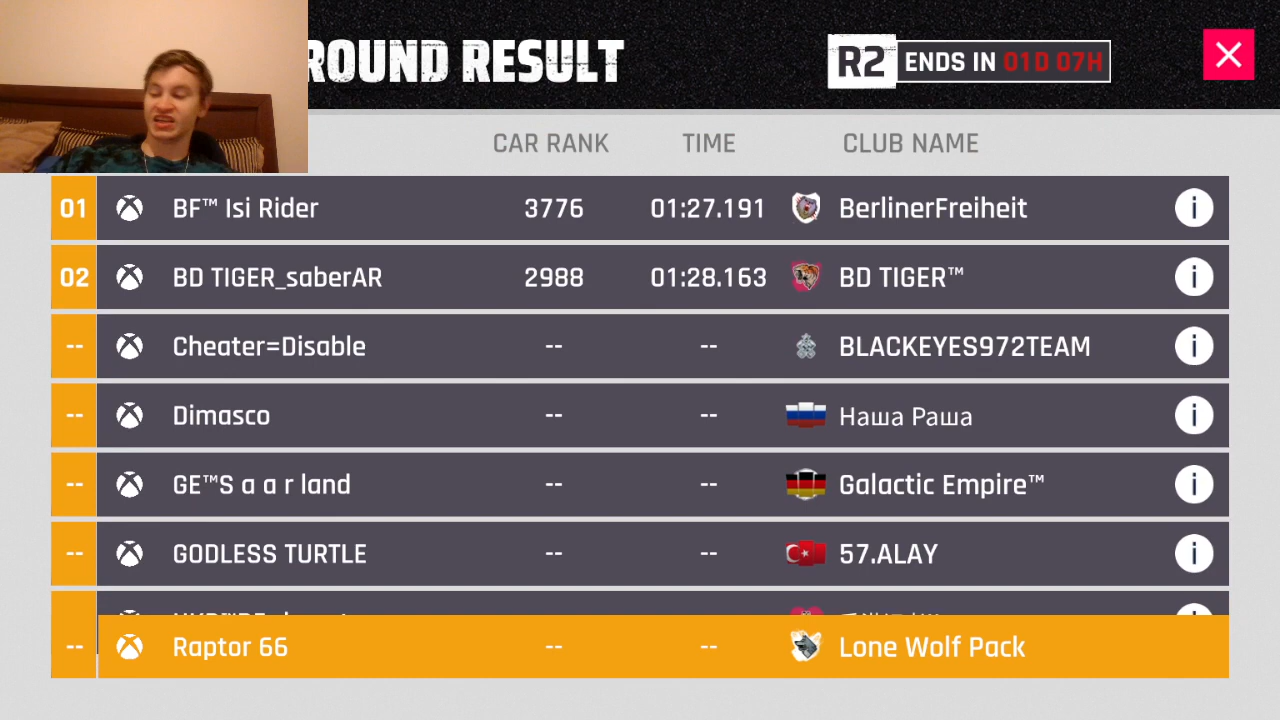 ROUND RESULT
R2 ENDS IN 01D 07H
CAR RANK TIME CLUB NAME
01 BF™ Isi Rider 3776 01:27.191 BerlinerFreiheit i
02 BD TIGER_saberAR 2988 01:28.163 BD TIGER™ i
-- Cheater=Disable -- -- BLACKEYES972TEAM i
-- Dimasco -- -- Наша Раша i
-- GE™S a a r land -- -- Galactic Empire™ i
-- GODLESS TURTLE -- -- 57.ALAY i
-- Raptor 66 -- -- Lone Wolf Pack